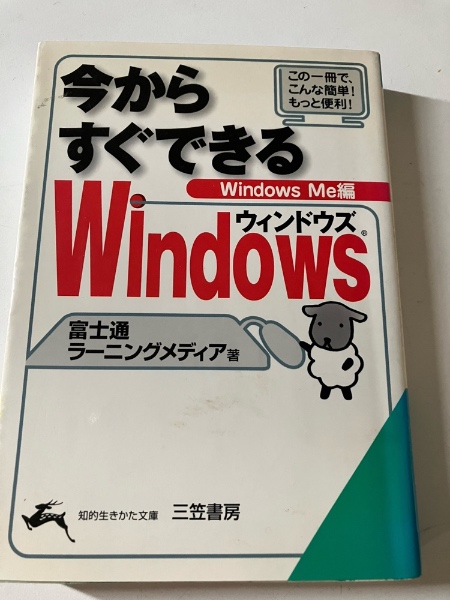 この一冊で、
こんな簡単!
もっと便利!
今から
すぐできる
Windows Me編
ウィンドウズ
Windows®
富士通
ラーニングメディア著
知的生きかた文庫 三笠書房